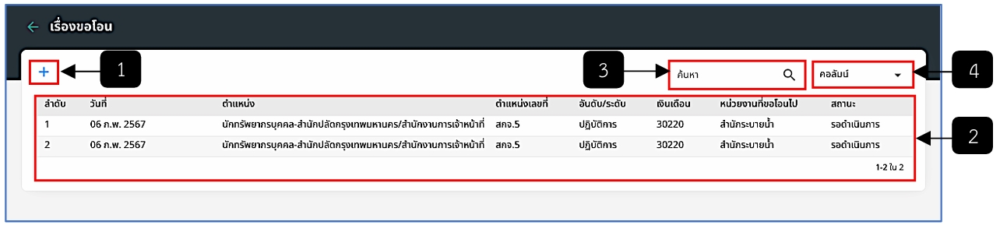 เรื่องขอโอน
1
3
ค้นหา
คอลัมน์
4
ลำดับ วันที่ ตำแหน่ง ตำแหน่งเลขที่ อันดับ/ระดับ เงินเดือน หน่วยงานที่ขอโอนไป สถานะ
1 06 ก.พ. 2567 นักทรัพยากรบุคคล-สำนักปลัดกรุงเทพมหานคร/สำนักงานการเจ้าหน้าที่ สกจ.5 ปฏิบัติการ 30220 สำนักระบายน้ำ รอดำเนินการ
2 06 ก.พ. 2567 นักทรัพยากรบุคคล-สำนักปลัดกรุงเทพมหานคร/สำนักงานการเจ้าหน้าที่ สกจ.5 ปฏิบัติการ 30220 สำนักระบายน้ำ รอดำเนินการ
2
1-2 ใน 2